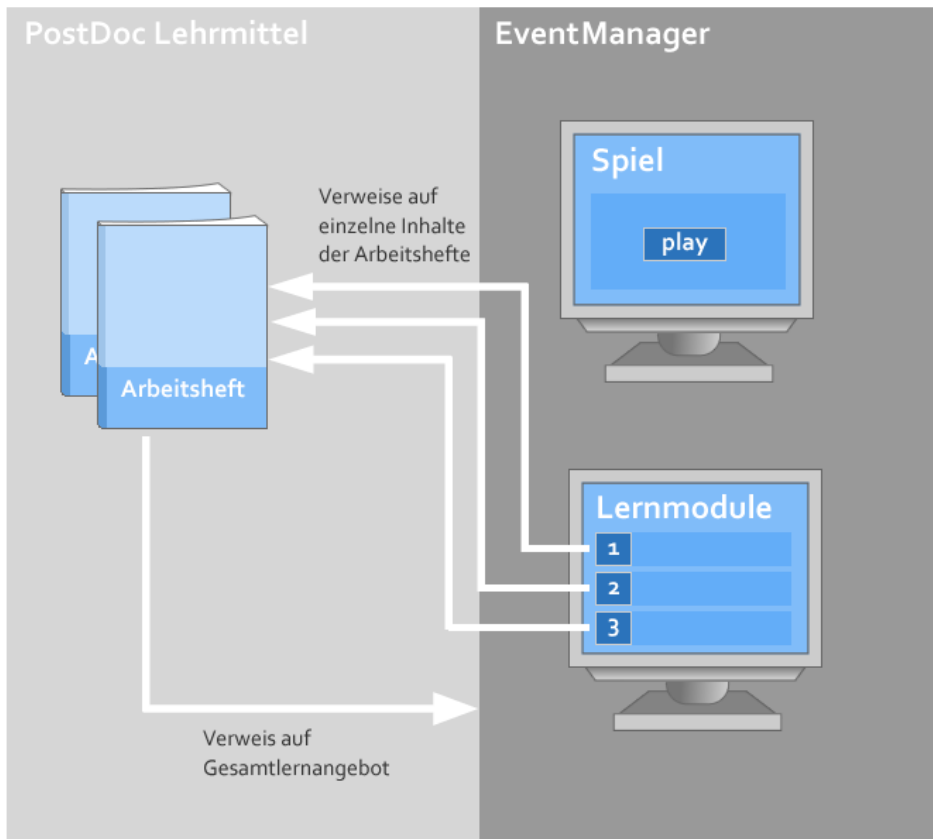 PostDoc Lehrmittel
EventManager
Spiel
play
Verweise auf
einzelne Inhalte
der Arbeitshefte
A
Arbeitsheft
Lernmodule
1
2
3
Verweis auf
Gesamtlernangebot